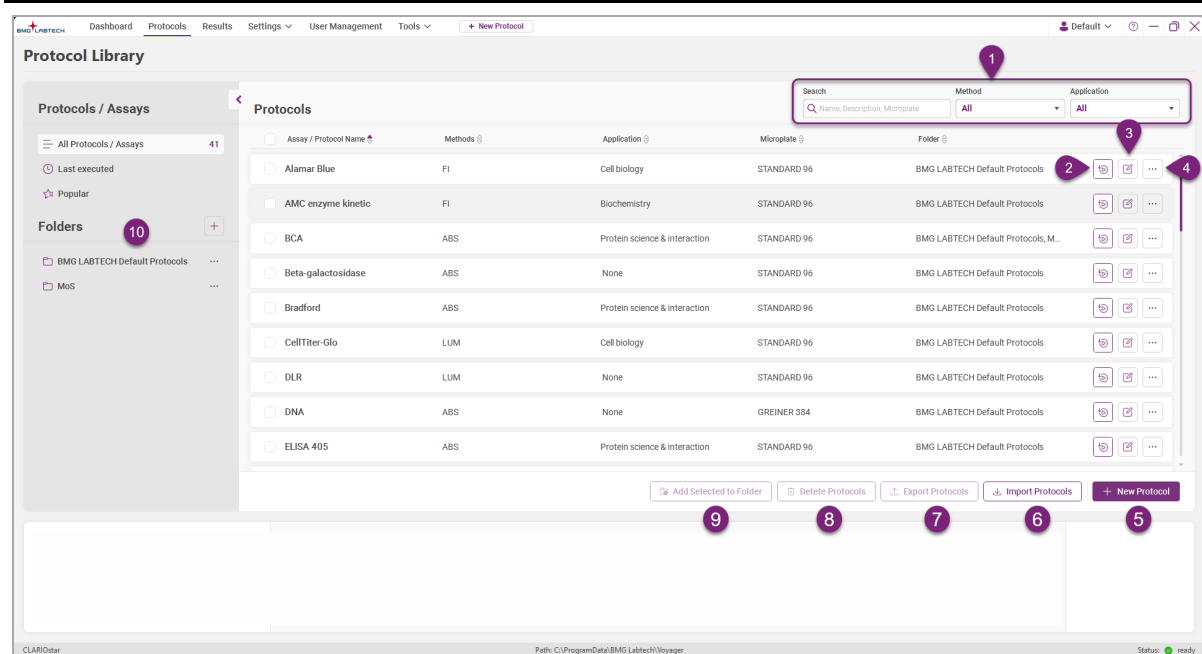 BMG LABTECH Dashboard Protocols Results Settings User Management Tools + New Protocol Default
Protocol Library
1
Protocols / Assays
Protocols
Search Method Application
Name, Description, Microplate All All
Assay / Protocol Name Methods Application Microplate Folder
3
All Protocols / Assays 41
Last executed
Popular
Folders
10
BMG LABTECH Default Protocols ...
MoS ...
Alamar Blue FI Cell biology STANDARD 96 BMG LABTECH Default Protocols 2 ... 4
AMC enzyme kinetic FI Biochemistry STANDARD 96 BMG LABTECH Default Protocols ...
BCA ABS Protein science & interaction STANDARD 96 BMG LABTECH Default Protocols, M... ...
Beta-galactosidase ABS None STANDARD 96 BMG LABTECH Default Protocols ...
Bradford ABS Protein science & interaction STANDARD 96 BMG LABTECH Default Protocols ...
CellTiter-Glo LUM Cell biology STANDARD 96 BMG LABTECH Default Protocols ...
DLR LUM None STANDARD 96 BMG LABTECH Default Protocols ...
DNA ABS None GREINER 384 BMG LABTECH Default Protocols ...
ELISA 405 ABS Protein science & interaction STANDARD 96 BMG LABTECH Default Protocols ...
Add Selected to Folder Delete Protocols Export Protocols Import Protocols + New Protocol
9 8 7 6 5
CLARIOstar Path: C:\ProgramData\BMG Labtech\Voyager Status: ready